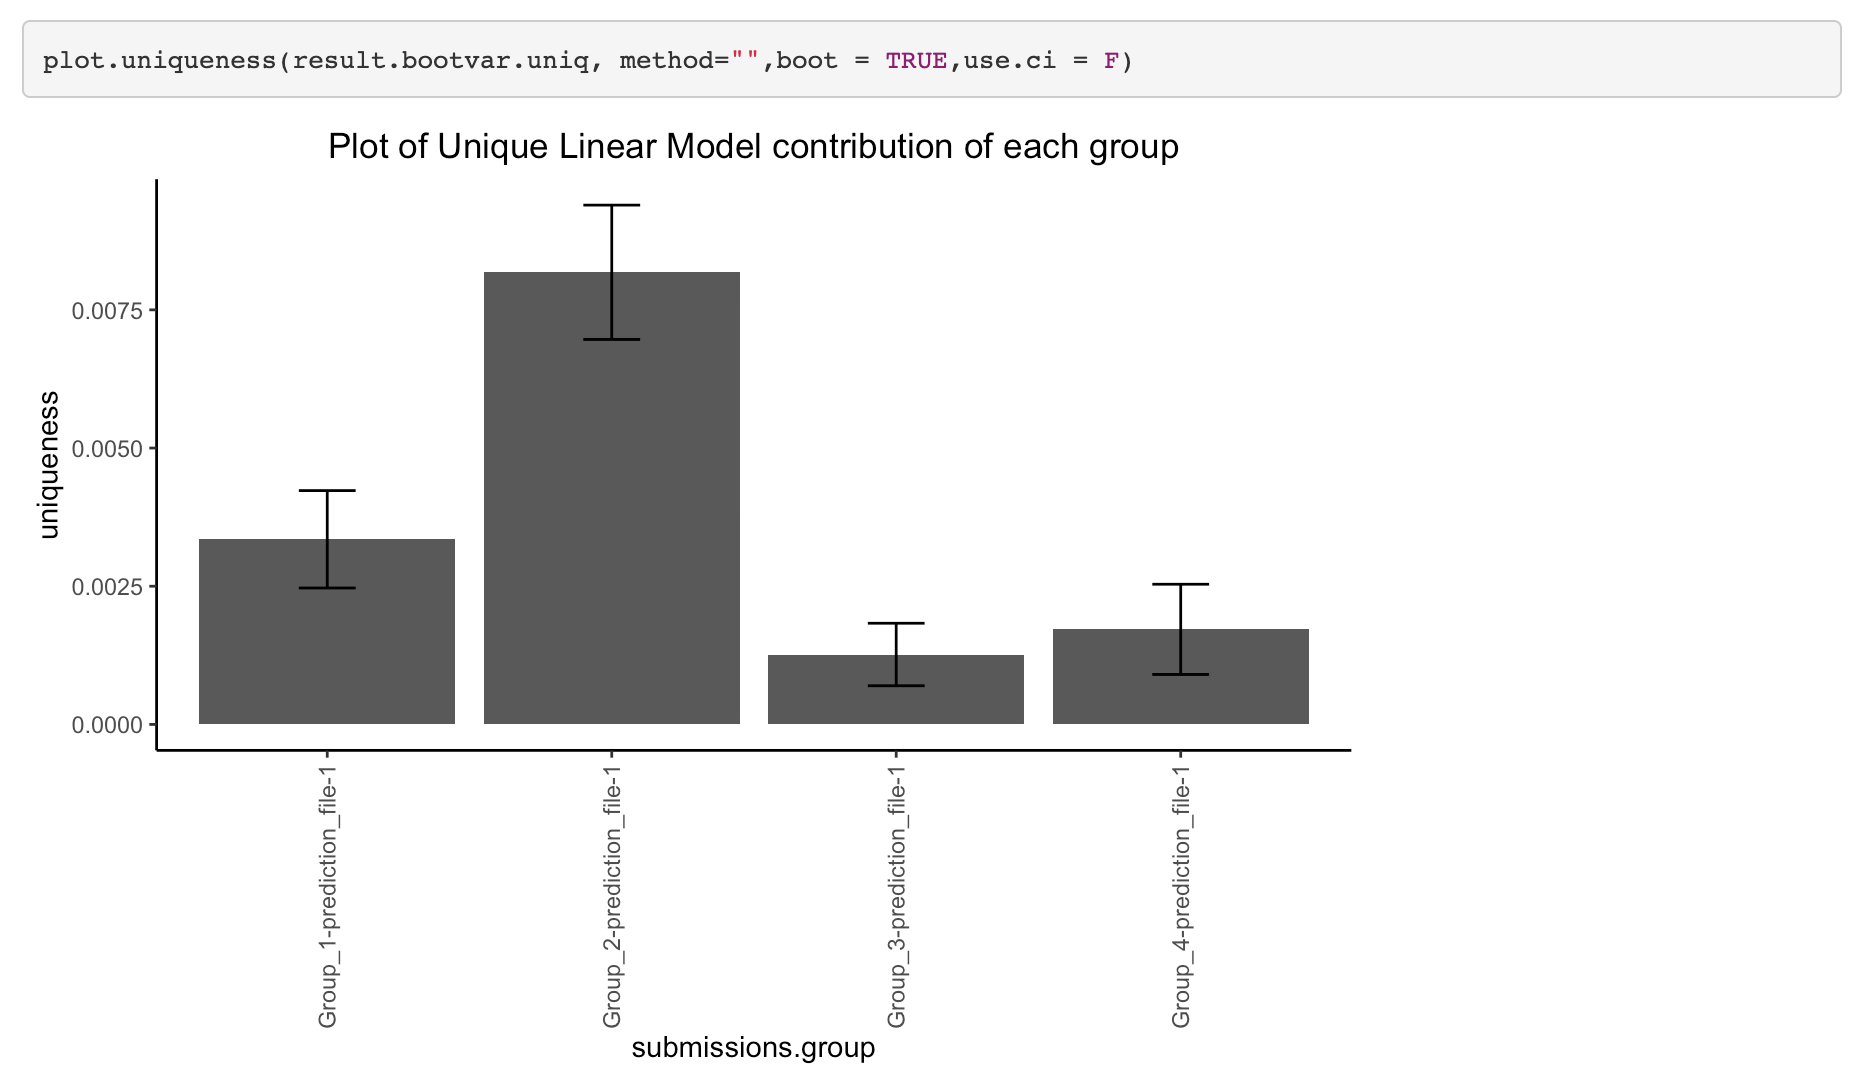 plot.uniqueness(result.bootvar.uniq, method="",boot = TRUE,use.ci = F)
Plot of Unique Linear Model contribution of each group
uniqueness
0.0075
0.0050
0.0025
0.0000
Group_1-prediction_file-1
Group_2-prediction_file-1
Group_3-prediction_file-1
Group_4-prediction_file-1
submissions.group